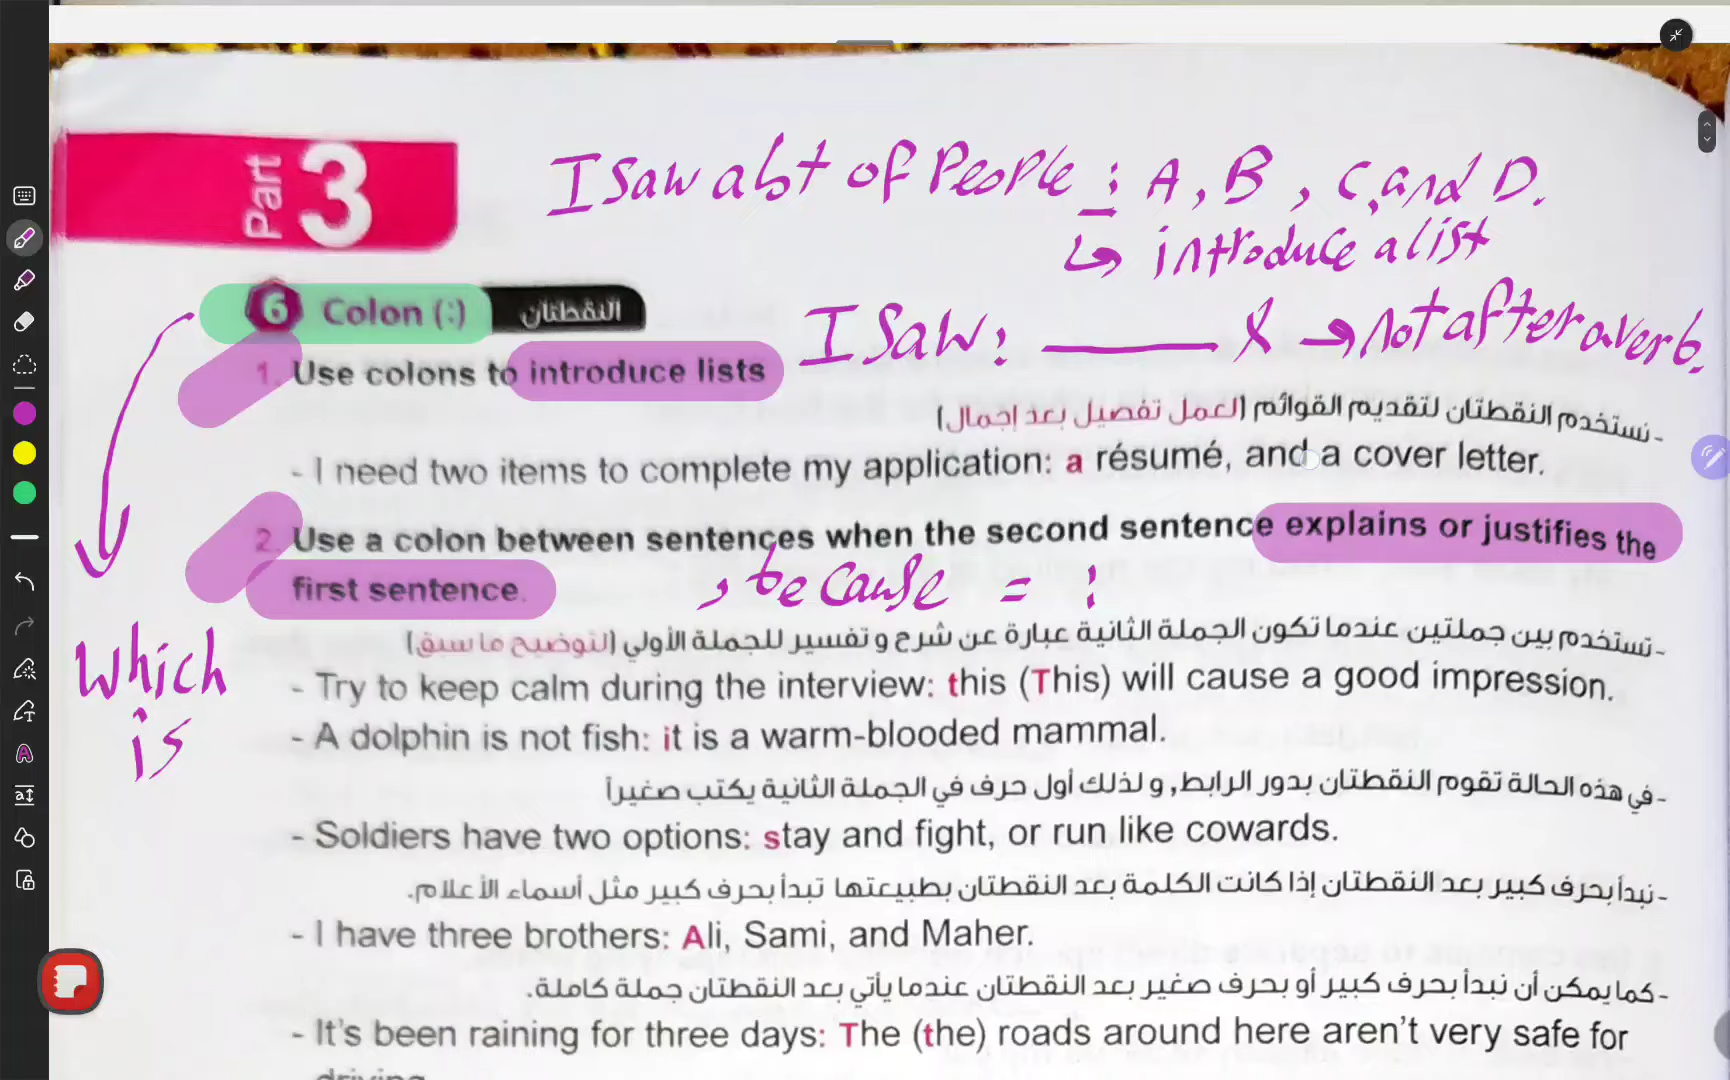 Part 3
I Saw a lot of People : A, B, C, and D.
introduce a list
6 Colon (:) النقطتان
I Saw: ——— X → not after a verb.
1. Use colons to introduce lists
- نستخدم النقطتان لتقديم القوائم (لعمل تفصيل بعد إجمال)
- I need two items to complete my application: a résumé, and a cover letter.
2. Use a colon between sentences when the second sentence explains or justifies the
first sentence.
, because = :
- تستخدم بين جملتين عندما تكون الجملة الثانية عبارة عن شرح و تفسير للجملة الأولي (لتوضيح ما سبق)
which
is
- Try to keep calm during the interview: this (This) will cause a good impression.
- A dolphin is not fish: it is a warm-blooded mammal.
- في هذه الحالة تقوم النقطتان بدور الرابط, و لذلك أول حرف في الجملة الثانية يكتب صغيراً
- Soldiers have two options: stay and fight, or run like cowards.
- نبدأ بحرف كبير بعد النقطتان إذا كانت الكلمة بعد النقطتان بطبيعتها تبدأ بحرف كبير مثل أسماء الأعلام.
- I have three brothers: Ali, Sami, and Maher.
- كما يمكن أن نبدأ بحرف كبير أو بحرف صغير بعد النقطتان عندما يأتي بعد النقطتان جملة كاملة.
- It's been raining for three days: The (the) roads around here aren't very safe for